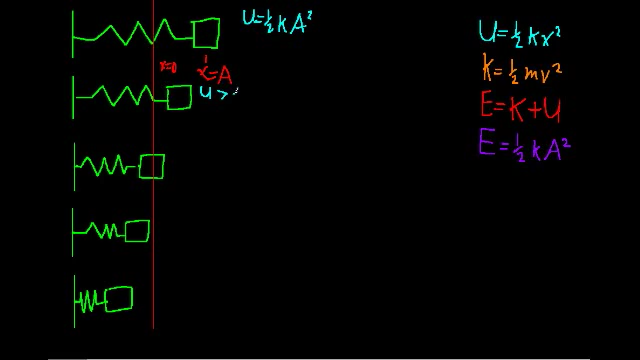 U=½kA²
x=0
x=A
U >
U=½kx²
K=½mv²
E=K+U
E=½kA²